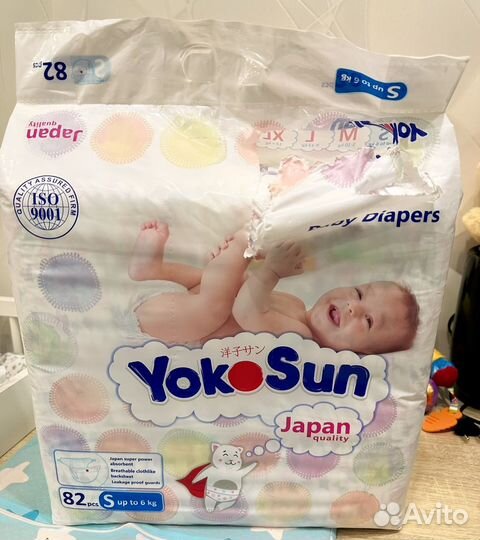 82 pcs
S up to 6 kg
Japan
quality
YokoSun
S M L XL
QUALITY ASSURED FIRM
ISO
9001
Diapers
洋子サン
YokoSun
Japan
quality
Japan super power
absorbent
Breathable clothlike
backsheet
Leakage proof guards
82 pcs S up to 6 kg
Avito